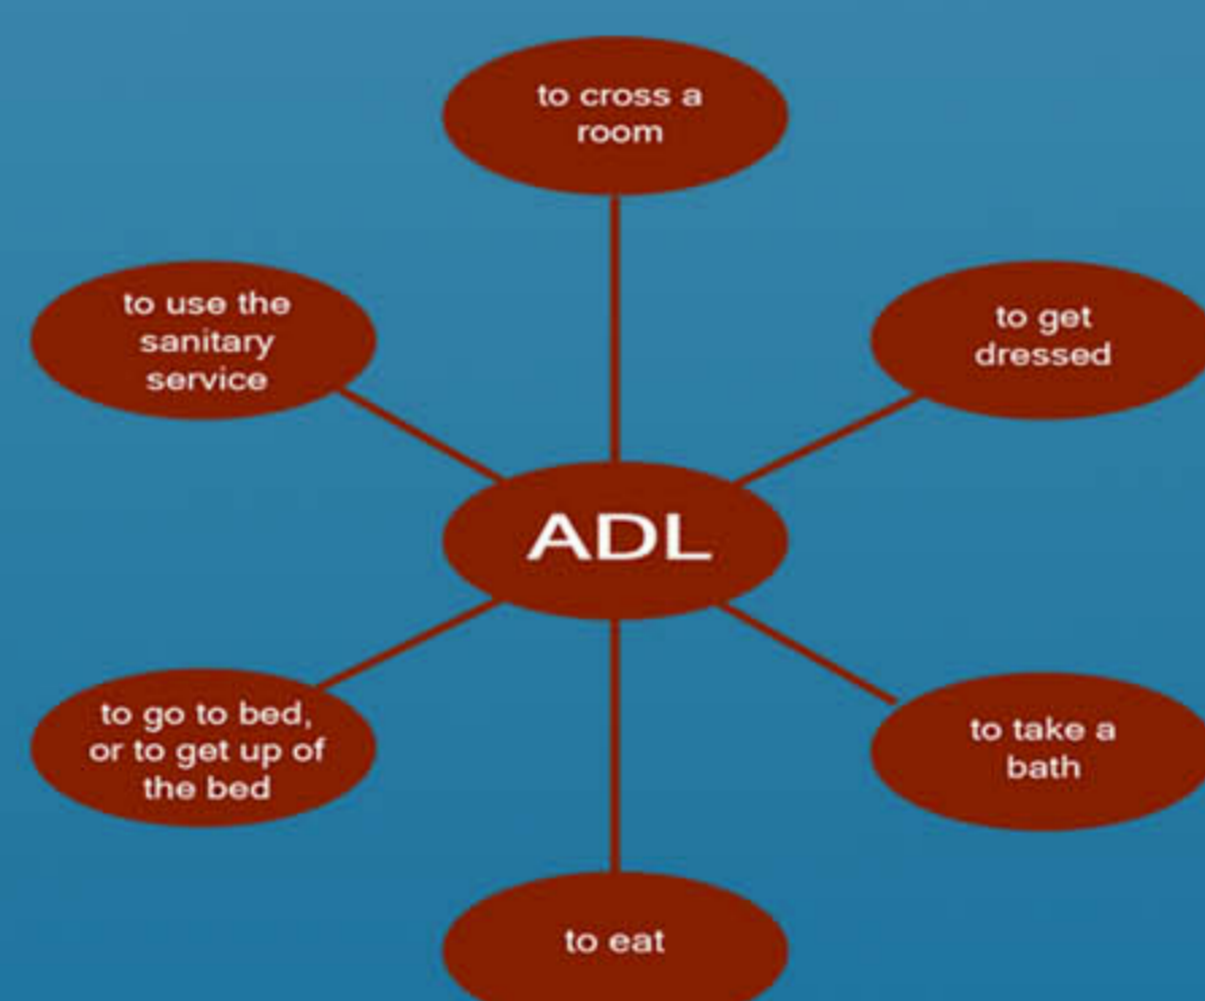 to cross a
room
to use the
sanitary
service
to get
dressed
ADL
to go to bed,
or to get up of
the bed
to take a
bath
to eat